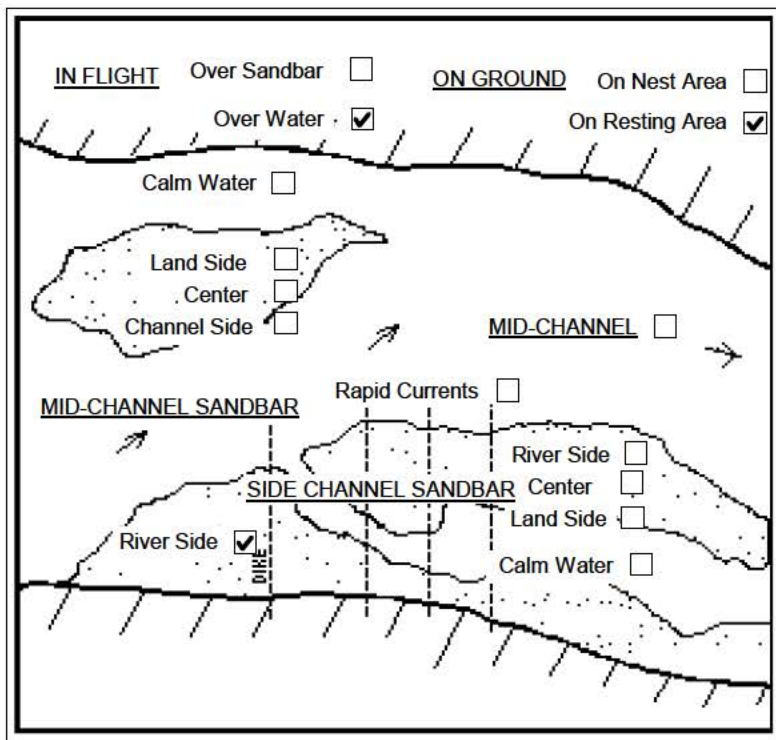 IN FLIGHT Over Sandbar ☐ ON GROUND On Nest Area ☐
Over Water ☑ On Resting Area ☑
Calm Water ☐
Land Side ☐
Center ☐
Channel Side ☐
MID-CHANNEL ☐
Rapid Currents ☐
MID-CHANNEL SANDBAR
River Side ☐
SIDE CHANNEL SANDBAR Center ☐
Land Side ☐
River Side ☑
DIKE
Calm Water ☐